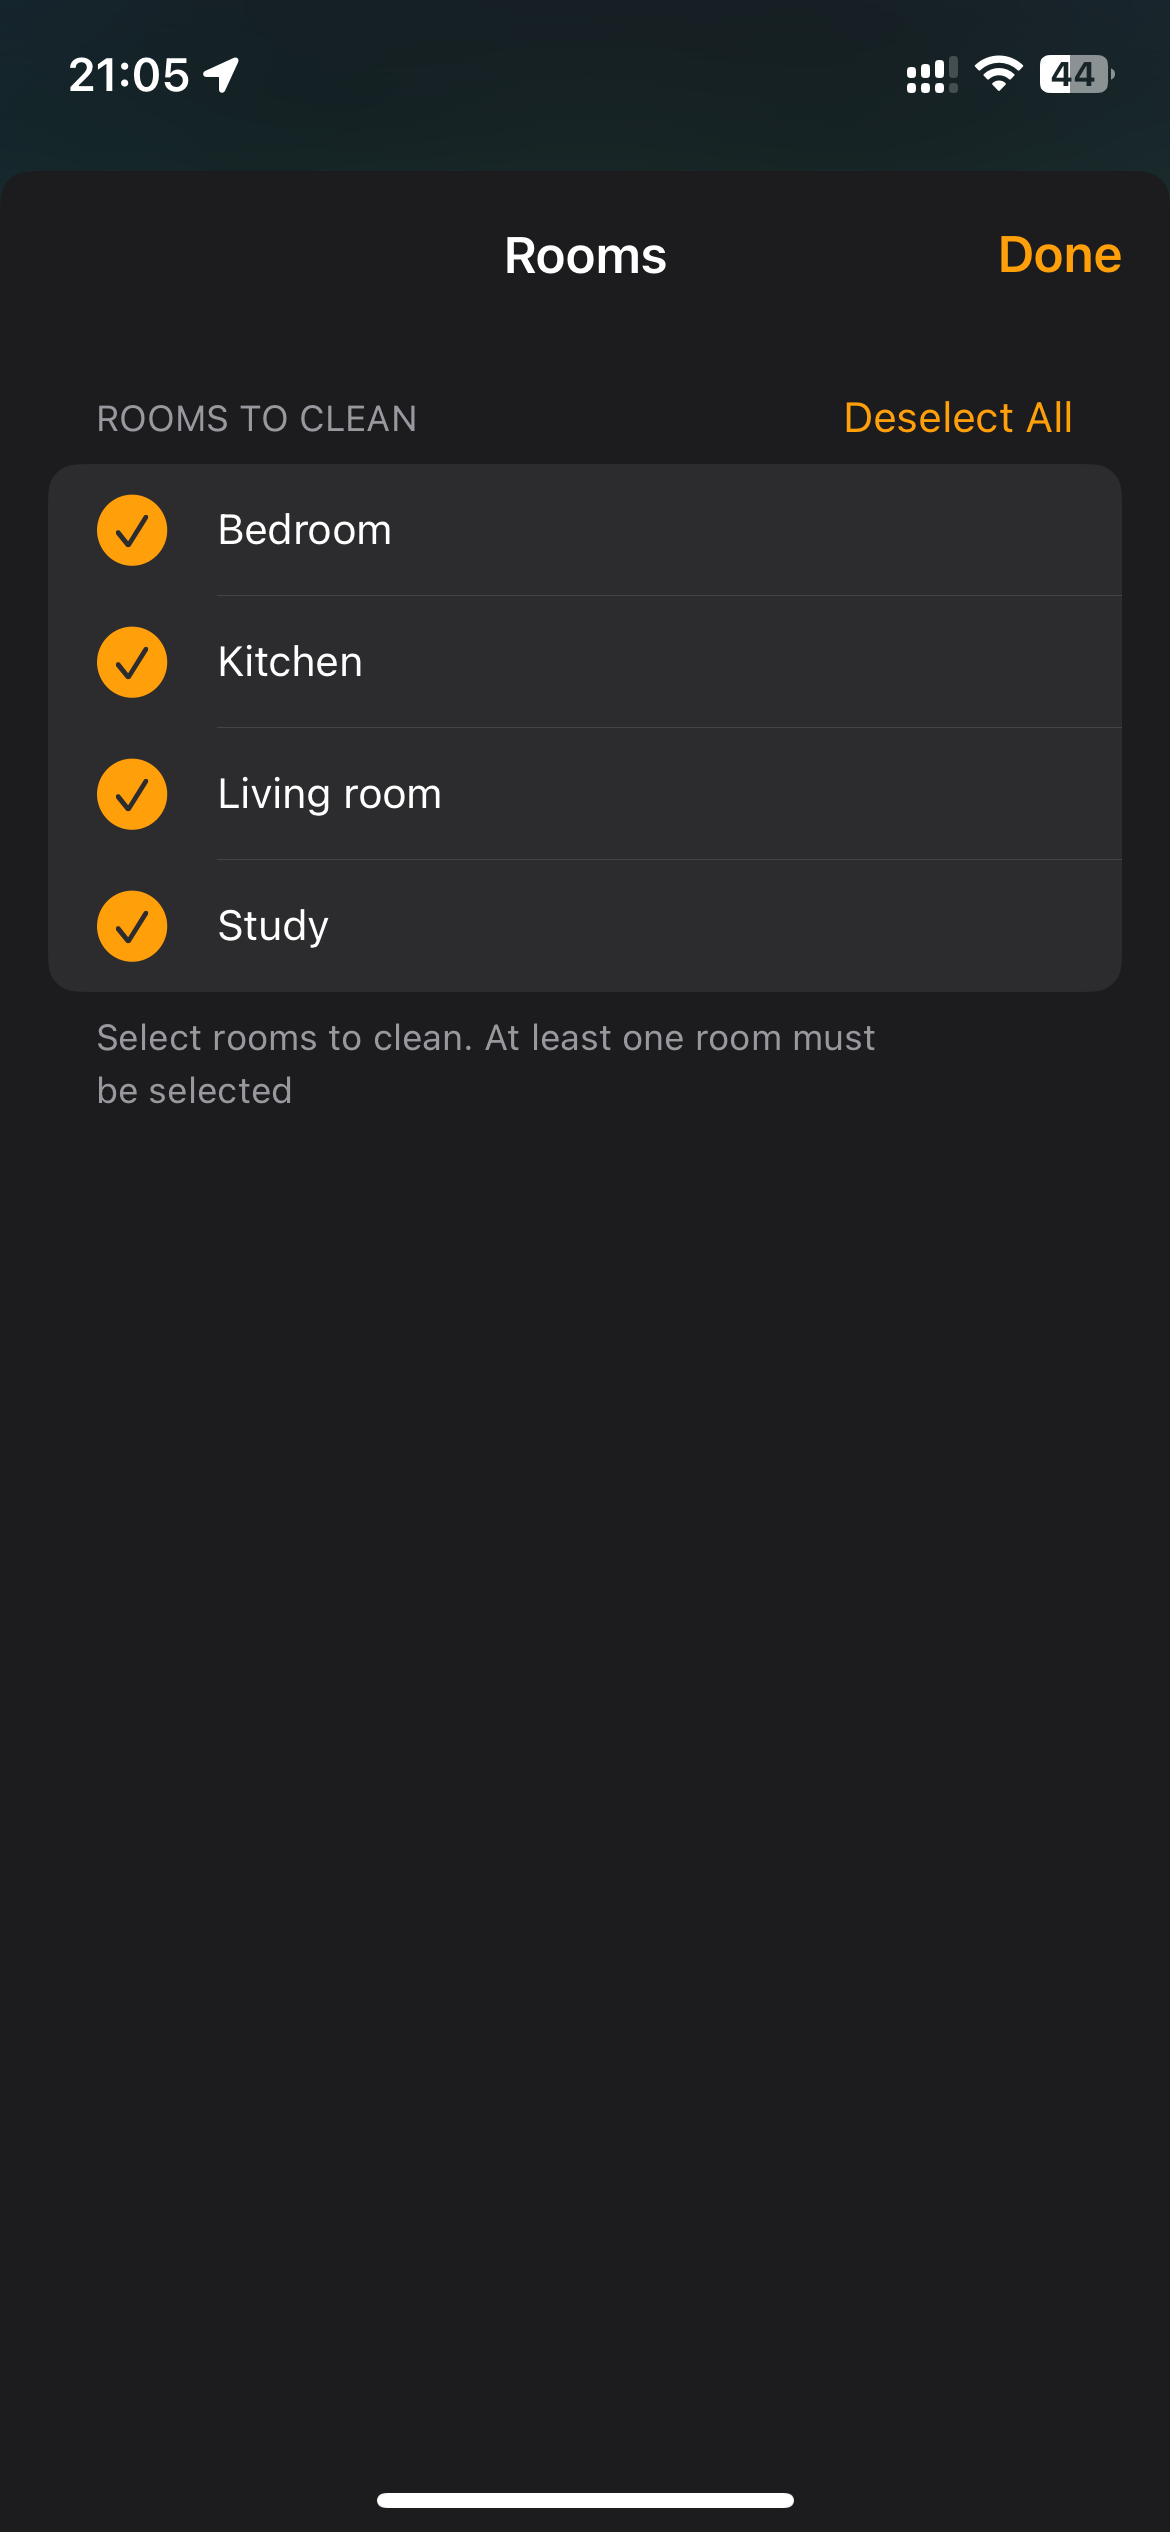 21:05
44
Rooms
Done
ROOMS TO CLEAN
Deselect All
Bedroom
Kitchen
Living room
Study
Select rooms to clean. At least one room must
be selected